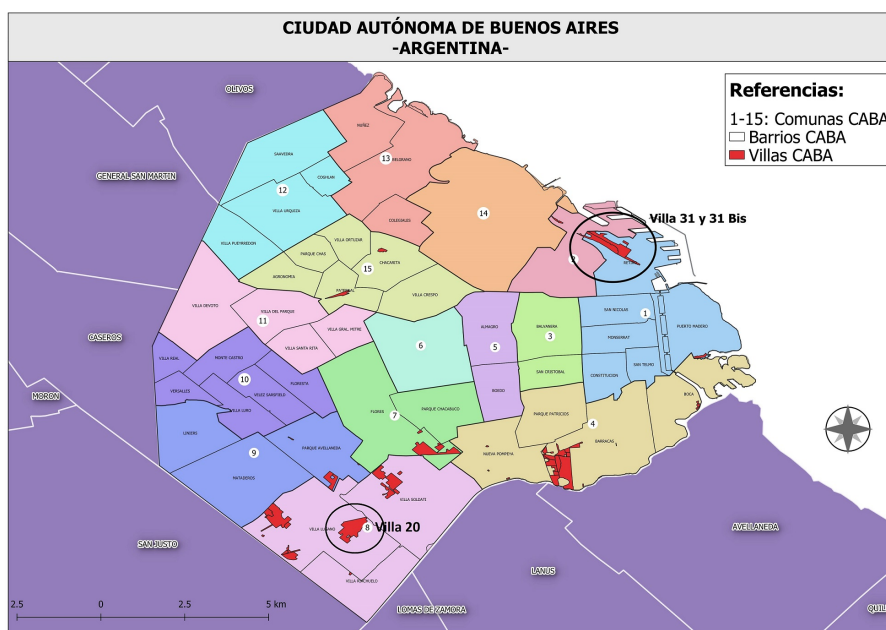 CIUDAD AUTÓNOMA DE BUENOS AIRES
-ARGENTINA-
Referencias:
1-15: Comunas CABA
Barrios CABA
Villas CABA
OLIVOS
GENERAL SAN MARTIN
CASEROS
MORON
SAN JUSTO
LOMAS DE ZAMORA
LANUS
AVELLANEDA
QUIL
NUÑEZ
13
BELGRANO
SAAVEDRA
COGHLAN
12
VILLA URQUIZA
VILLA PUEYRREDON
COLEGIALES
14
Villa 31 y 31 Bis
VILLA ORTUZAR
PARQUE CHAS
CHACARITA
15
AGRONOMIA
VILLA CRESPO
VILLA DEVOTO
VILLA DEL PARQUE
11
VILLA GRAL. MITRE
VILLA SANTA RITA
6
ALMAGRO
5
BOEDO
BALVANERA
3
SAN CRISTOBAL
SAN NICOLAS
1
MONSERRAT
PUERTO MADERO
SAN TELMO
CONSTITUCION
VILLA REAL
MONTE CASTRO
10
VERSALLES
VELEZ SARSFIELD
FLORESTA
VILLA LURO
FLORES
7
PARQUE CHACABUCO
PARQUE PATRICIOS
4
BOCA
BARRACAS
NUEVA POMPEYA
LINIERS
9
PARQUE AVELLANEDA
MATADEROS
VILLA SOLDATI
VILLA LUGANO
8
Villa 20
VILLA RIACHUELO
2.5 0 2.5 5 km